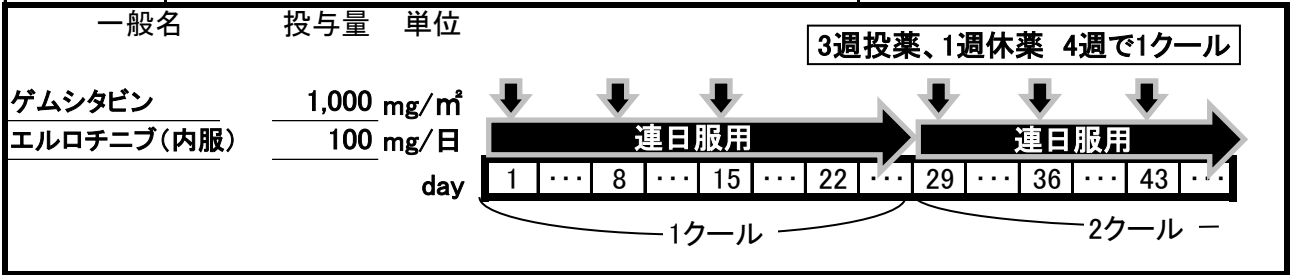 一般名 投与量 単位
3週投薬、1週休薬 4週で1クール
ゲムシタビン 1,000 mg/㎡
エルロチニブ(内服) 100 mg/日
連日服用 連日服用
day 1 ･･･ 8 ･･･ 15 ･･･ 22 ･･･ 29 ･･･ 36 ･･･ 43 ･･･
1クール 2クール